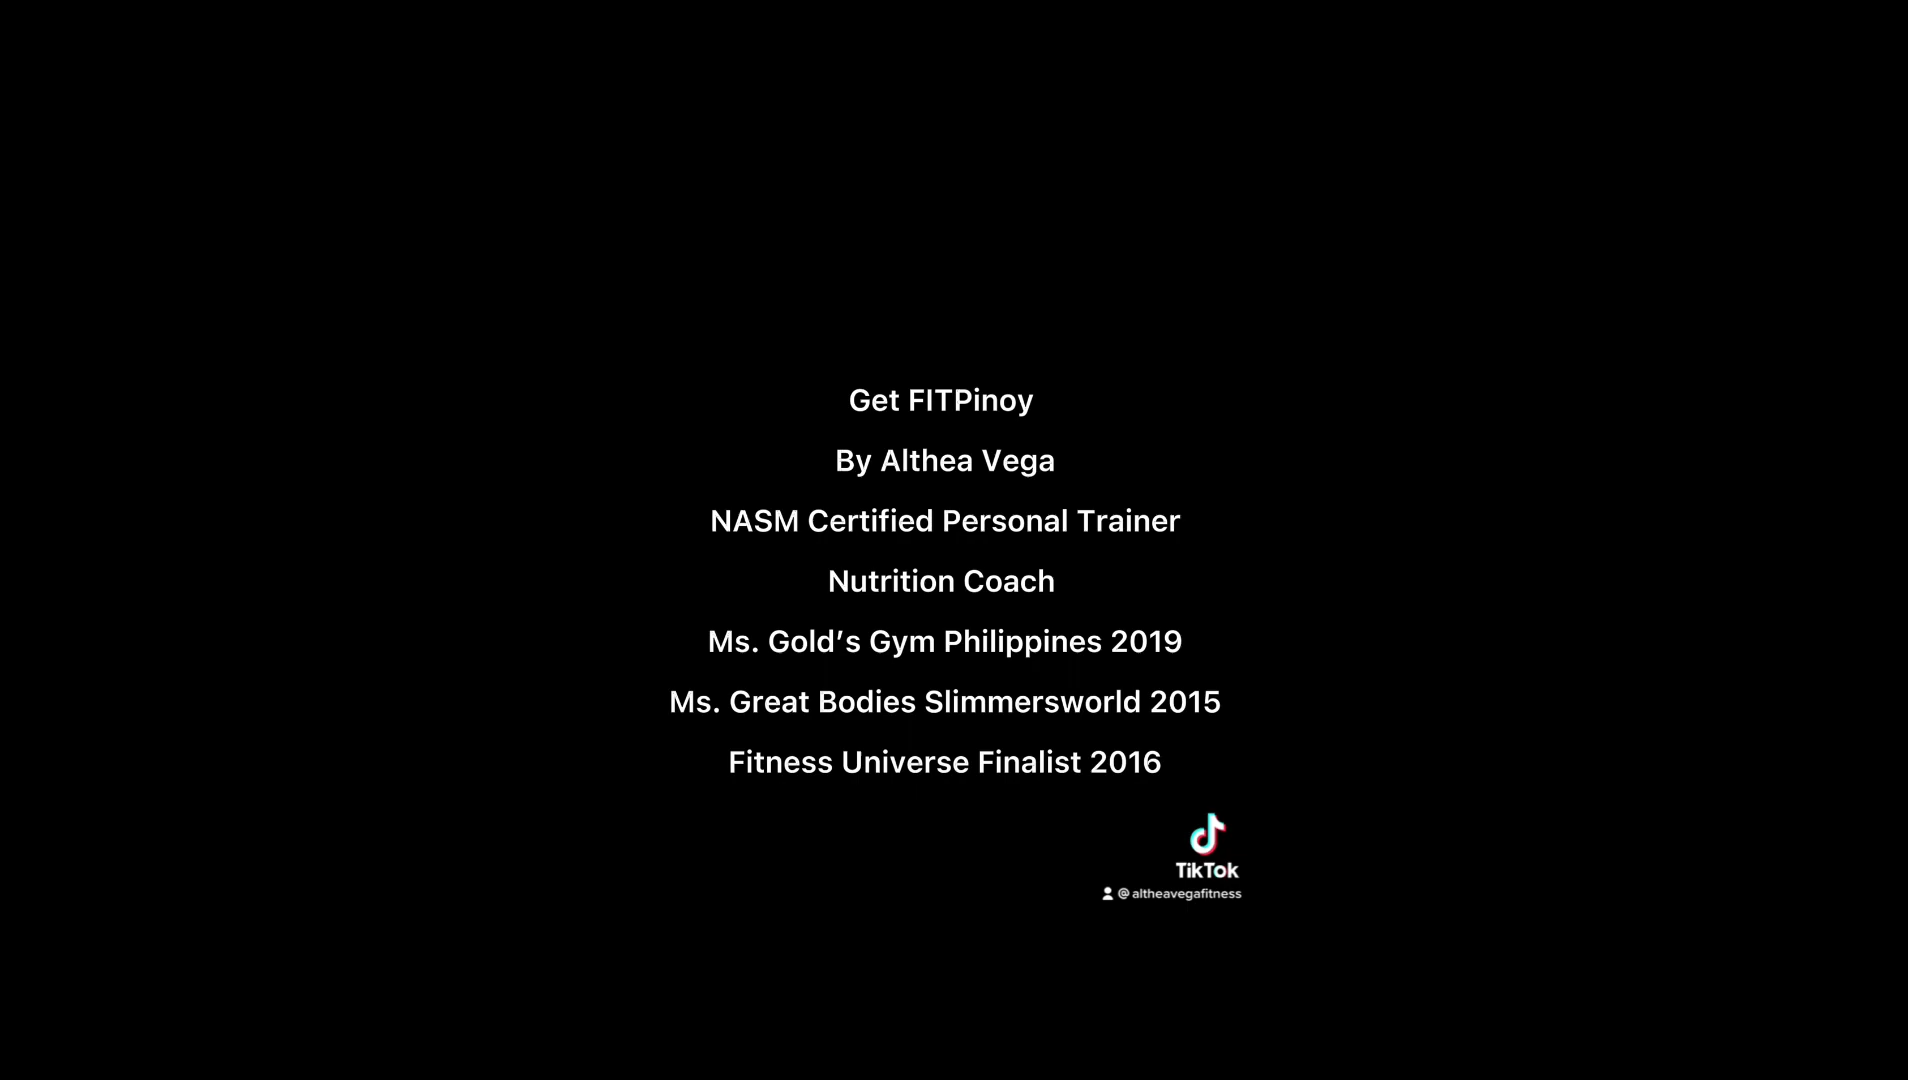 Get FITPinoy
By Althea Vega
NASM Certified Personal Trainer
Nutrition Coach
Ms. Gold’s Gym Philippines 2019
Ms. Great Bodies Slimmersworld 2015
Fitness Universe Finalist 2016
TikTok
@altheavegafitness